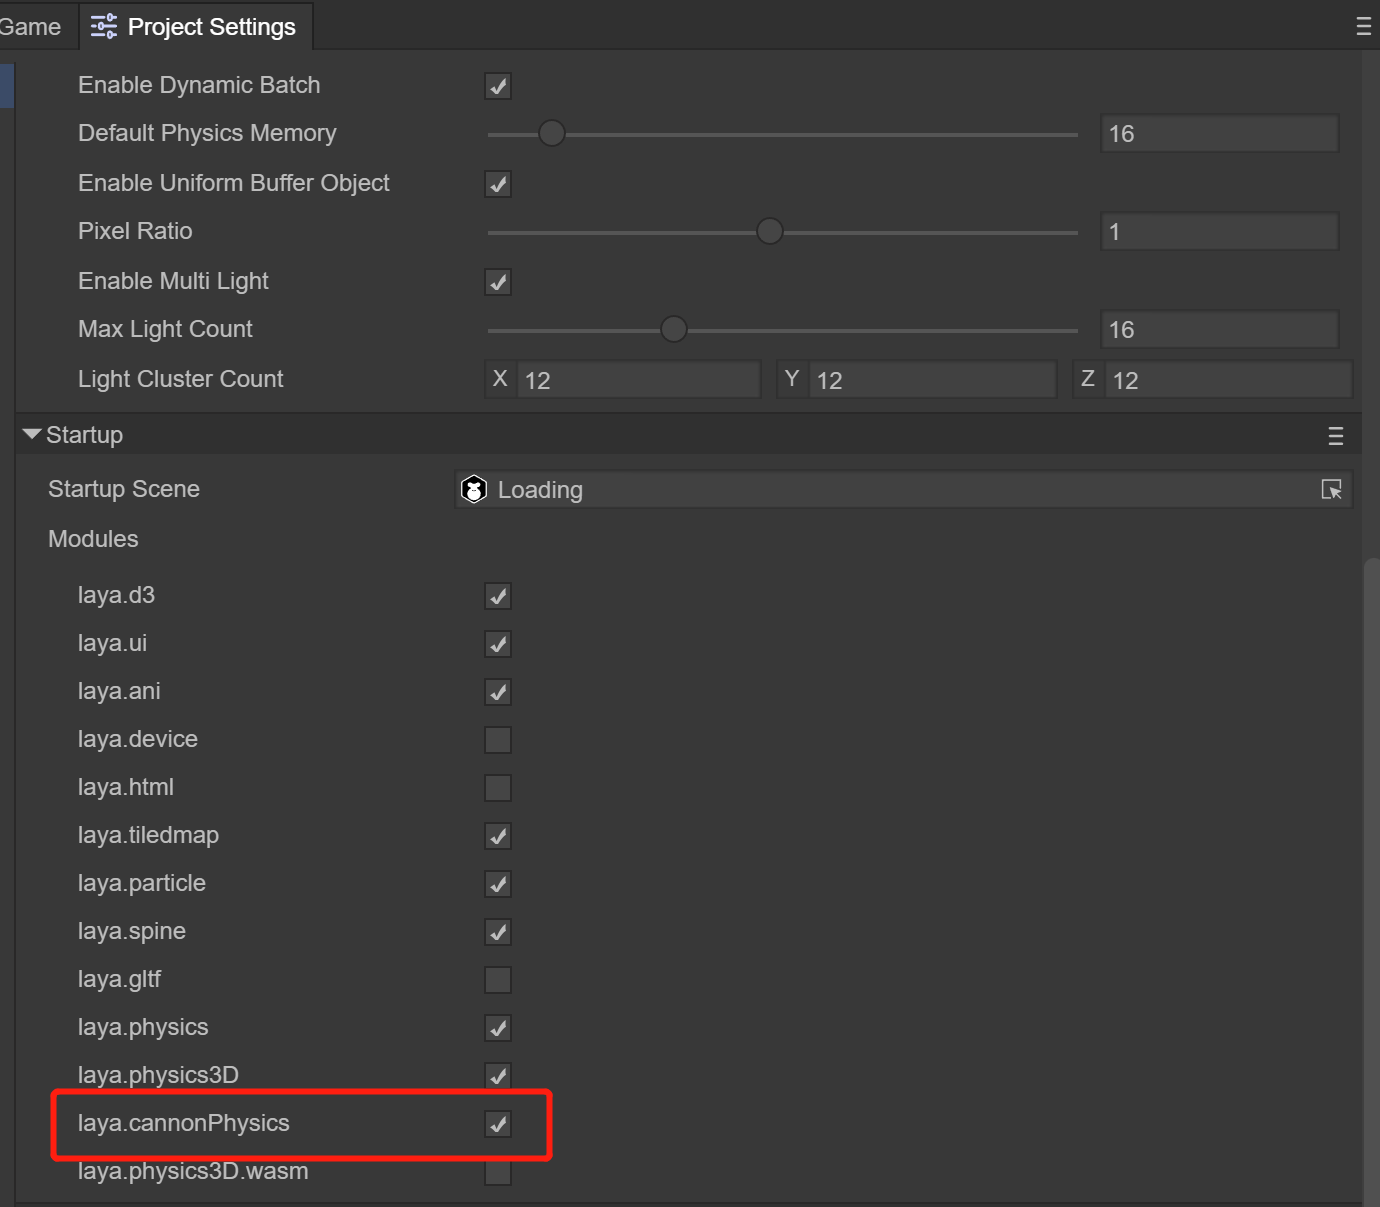 Game
Project Settings
Enable Dynamic Batch
Default Physics Memory 16
Enable Uniform Buffer Object
Pixel Ratio 1
Enable Multi Light
Max Light Count 16
Light Cluster Count X 12 Y 12 Z 12
Startup
Startup Scene Loading
Modules
laya.d3
laya.ui
laya.ani
laya.device
laya.html
laya.tiledmap
laya.particle
laya.spine
laya.gltf
laya.physics
laya.physics3D
laya.cannonPhysics
laya.physics3D.wasm